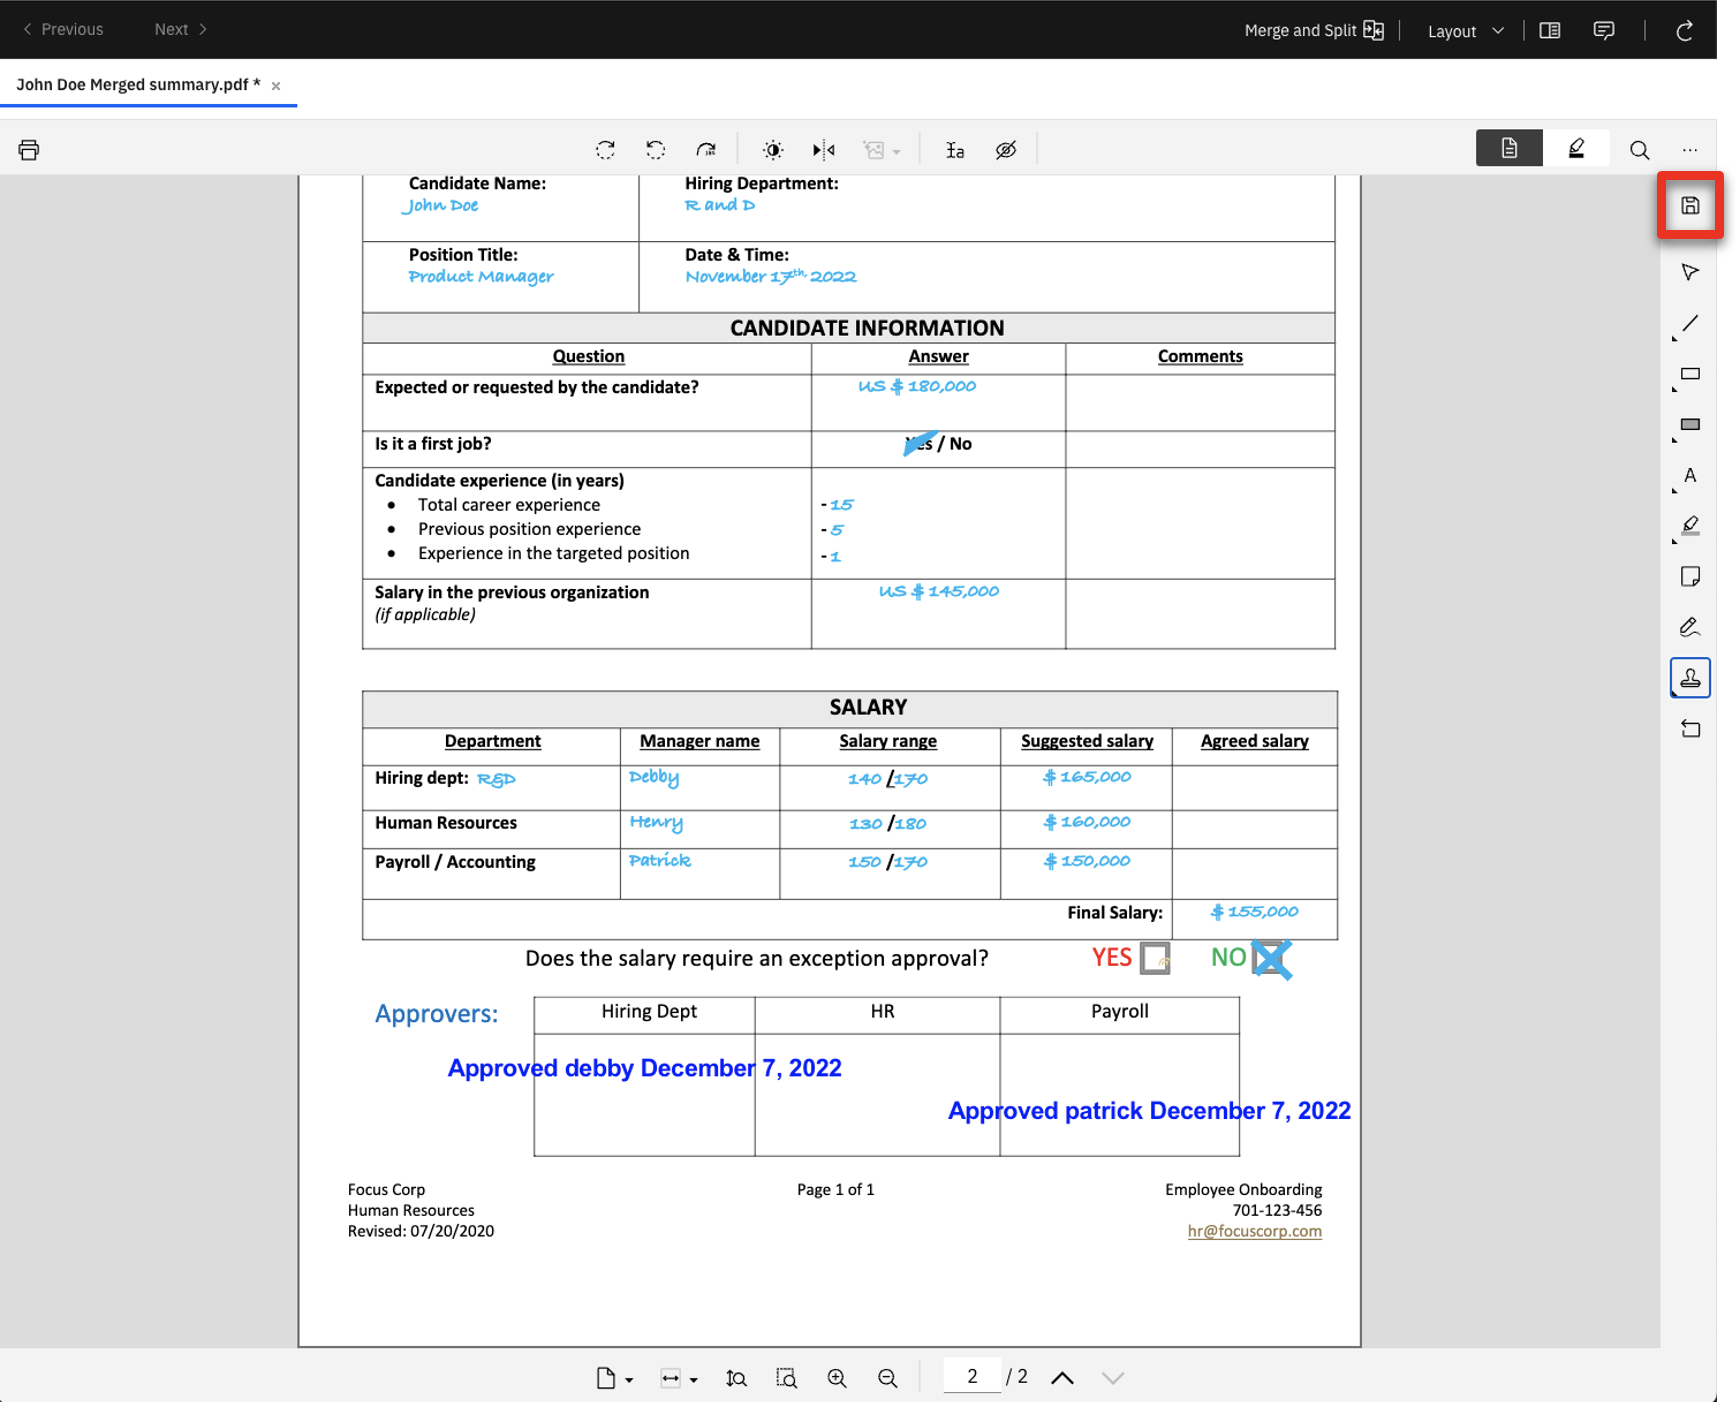 Previous Next Merge and Split Layout
John Doe Merged summary.pdf * ×
Candidate Name: Hiring Department:
John Doe R and D
Position Title: Date & Time:
Product Manager November 17th, 2022
CANDIDATE INFORMATION
Question Answer Comments
Expected or requested by the candidate? US $ 180,000
Is it a first job? Yes / No
Candidate experience (in years)
• Total career experience - 15
• Previous position experience - 5
• Experience in the targeted position - 1
Salary in the previous organization US $ 145,000
(if applicable)
SALARY
Department Manager name Salary range Suggested salary Agreed salary
Hiring dept: R&D Debby 140 /170 $ 165,000
Human Resources Henry 130 /180 $ 160,000
Payroll / Accounting Patrick 150 /170 $ 150,000
Final Salary: $ 155,000
Does the salary require an exception approval? YES NO
Approvers: Hiring Dept HR Payroll
Approved debby December 7, 2022
Approved patrick December 7, 2022
Focus Corp Page 1 of 1 Employee Onboarding
Human Resources 701-123-456
Revised: 07/20/2020 hr@focuscorp.com
2 / 2